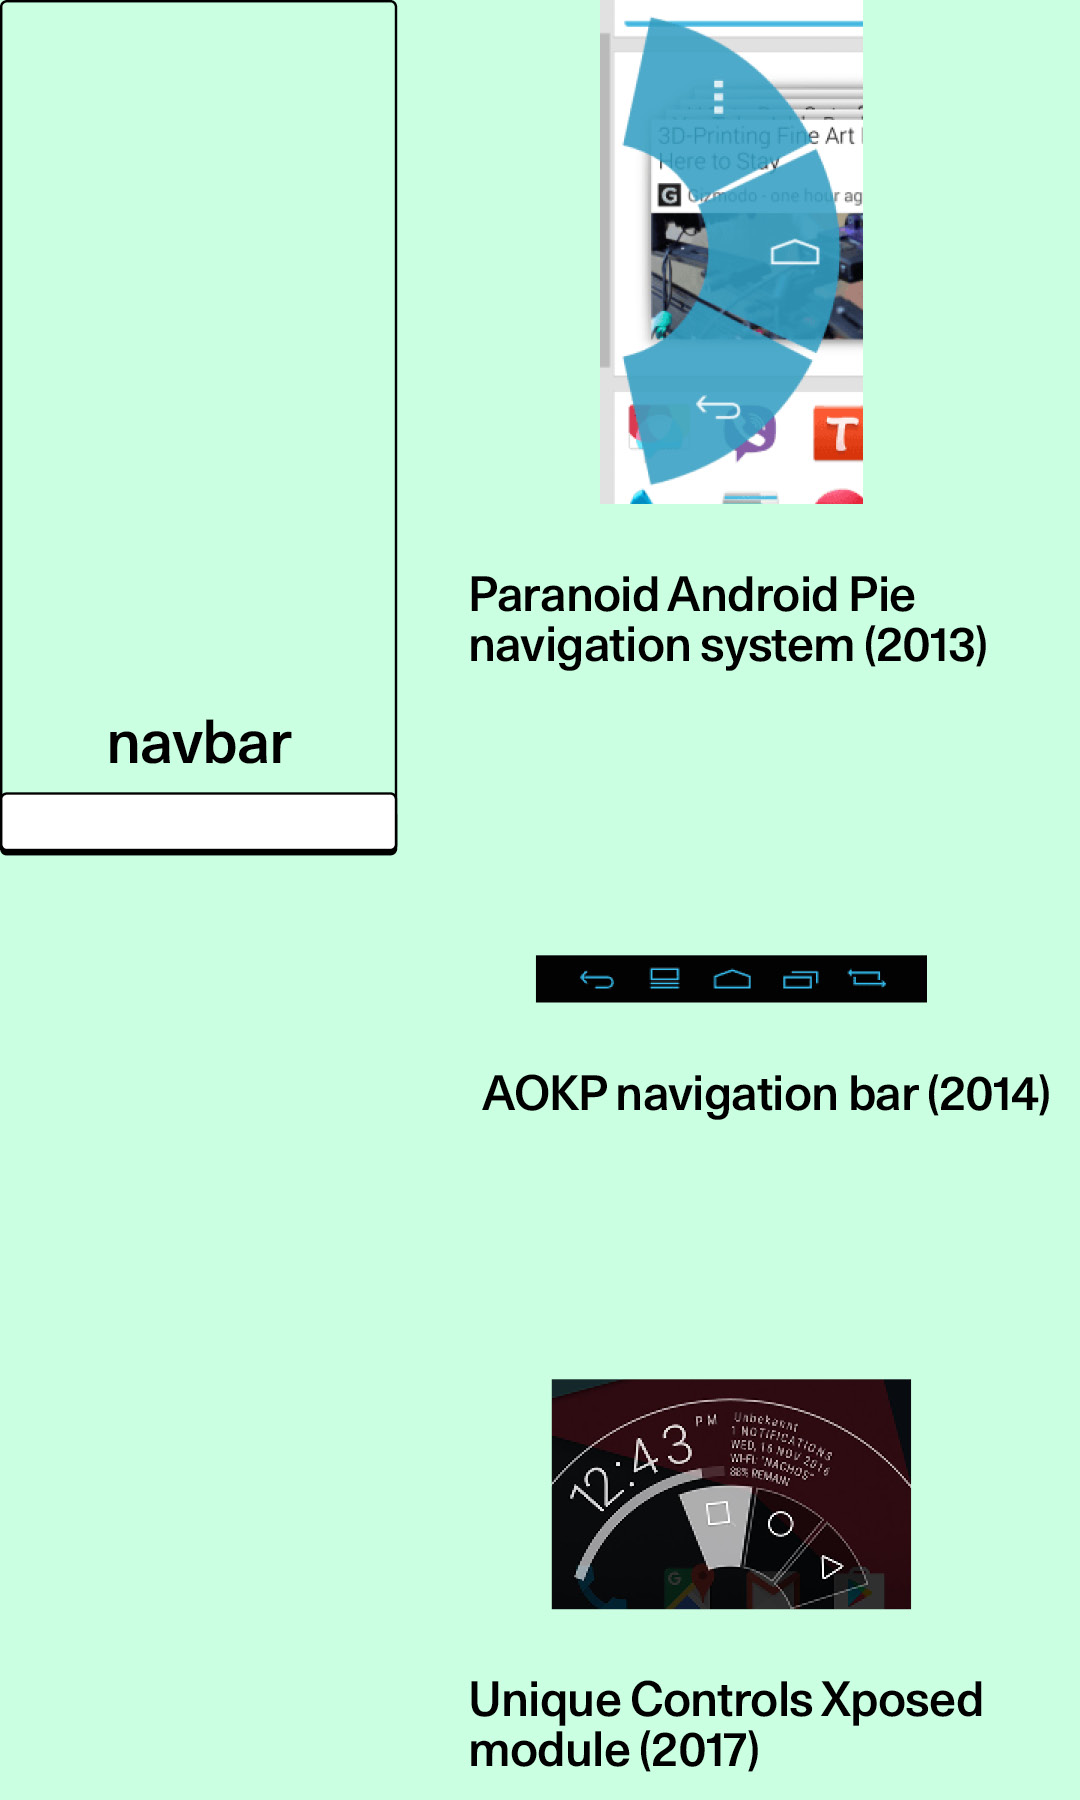 3D-Printing Fine Art
Here to Stay
G Gizmodo - one hour ag
T
Paranoid Android Pie
navigation system (2013)
navbar
AOKP navigation bar (2014)
12:43 PM
Unbekannt
1 NOTIFICATIONS
WED, 16 NOV 2016
WI-FI: "NACHOS"
88% REMAIN
G
Unique Controls Xposed
module (2017)